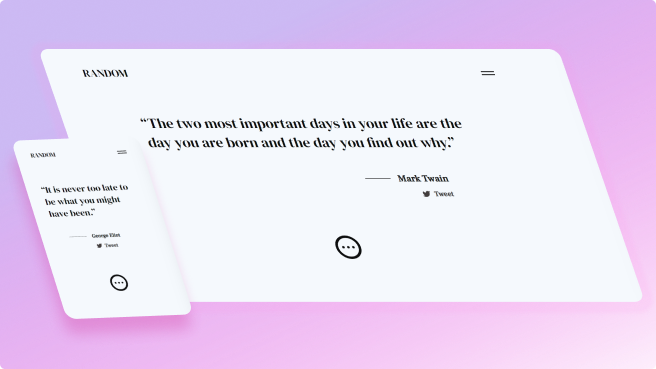 RANDOM
“The two most important days in your life are the
day you are born and the day you find out why.”
Mark Twain
Tweet
RANDOM
“It is never too late to
be what you might
have been.”
George Eliot
Tweet